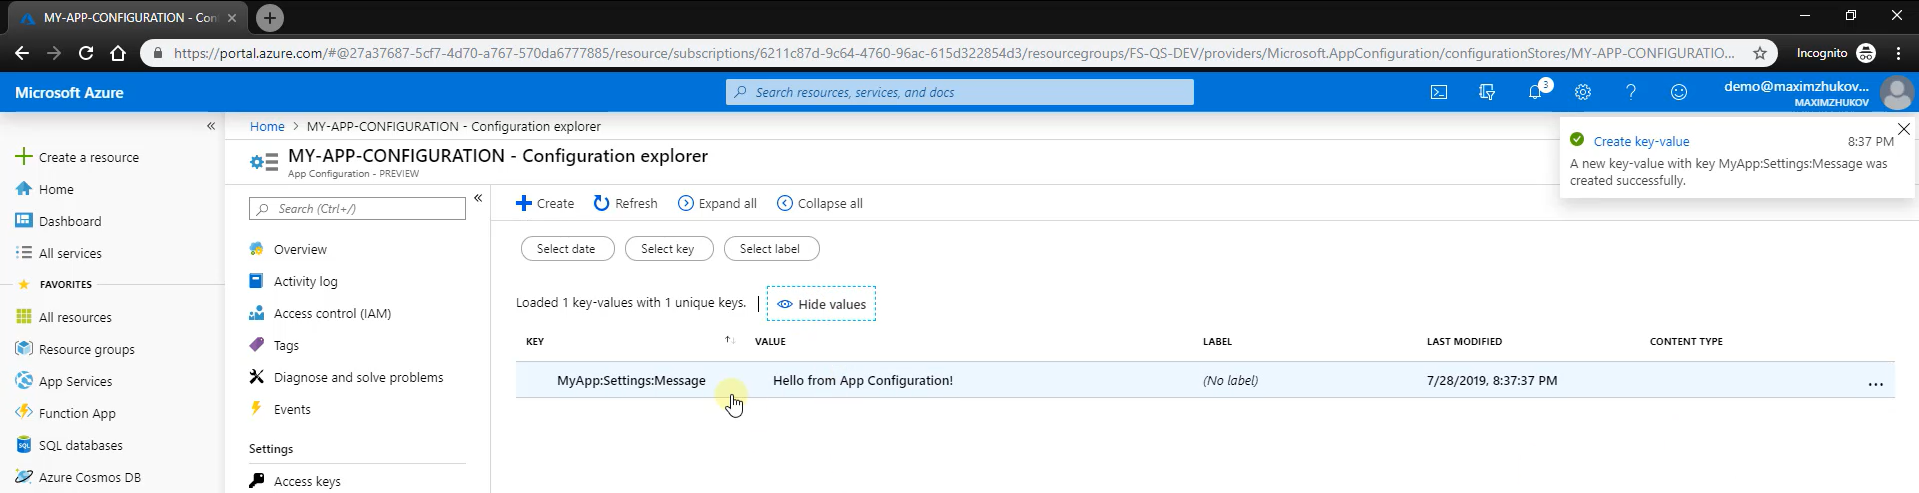 MY-APP-CONFIGURATION - Con
https://portal.azure.com/#@27a37687-5cf7-4d70-a767-570da6777885/resource/subscriptions/6211c87d-9c64-4760-96ac-615d322854d3/resourcegroups/FS-QS-DEV/providers/Microsoft.AppConfiguration/configurationStores/MY-APP-CONFIGURATIO...
Incognito
Microsoft Azure
Search resources, services, and docs
3
demo@maximzhukov...
MAXIMZHUKOV
Create a resource
Home
Dashboard
All services
FAVORITES
All resources
Resource groups
App Services
Function App
SQL databases
Azure Cosmos DB
Home > MY-APP-CONFIGURATION - Configuration explorer
MY-APP-CONFIGURATION - Configuration explorer
App Configuration - PREVIEW
Search (Ctrl+/)
Overview
Activity log
Access control (IAM)
Tags
Diagnose and solve problems
Events
Settings
Access keys
Create Refresh Expand all Collapse all
Select date Select key Select label
Loaded 1 key-values with 1 unique keys. | Hide values
KEY VALUE LABEL LAST MODIFIED CONTENT TYPE
MyApp:Settings:Message Hello from App Configuration! (No label) 7/28/2019, 8:37:37 PM ...
Create key-value 8:37 PM
A new key-value with key MyApp:Settings:Message was
created successfully.